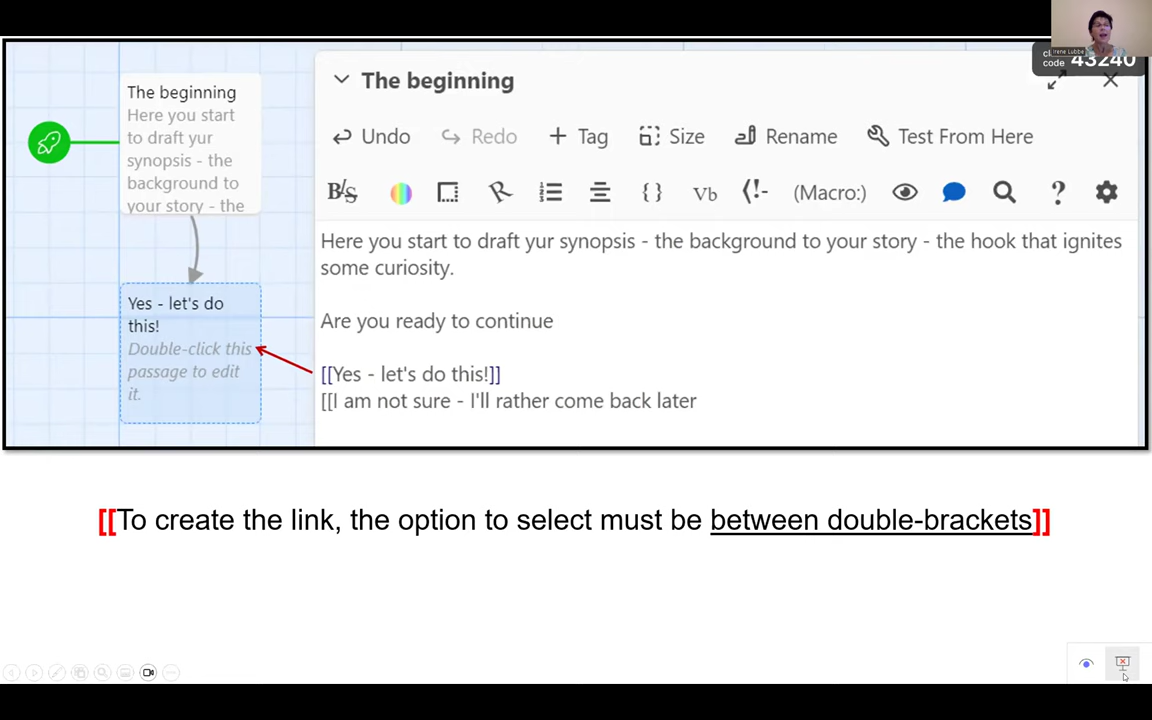 Irene Lubbe
code 43240
The beginning
Here you start
to draft yur
synopsis - the
background to
your story - the
Yes - let's do
this!
Double-click this
passage to edit
it.
The beginning
Undo Redo + Tag Size Rename Test From Here
{ } Vb (Macro:) ?
Here you start to draft yur synopsis - the background to your story - the hook that ignites
some curiosity.
Are you ready to continue
[[Yes - let's do this!]]
[[I am not sure - I'll rather come back later
[[To create the link, the option to select must be between double-brackets]]